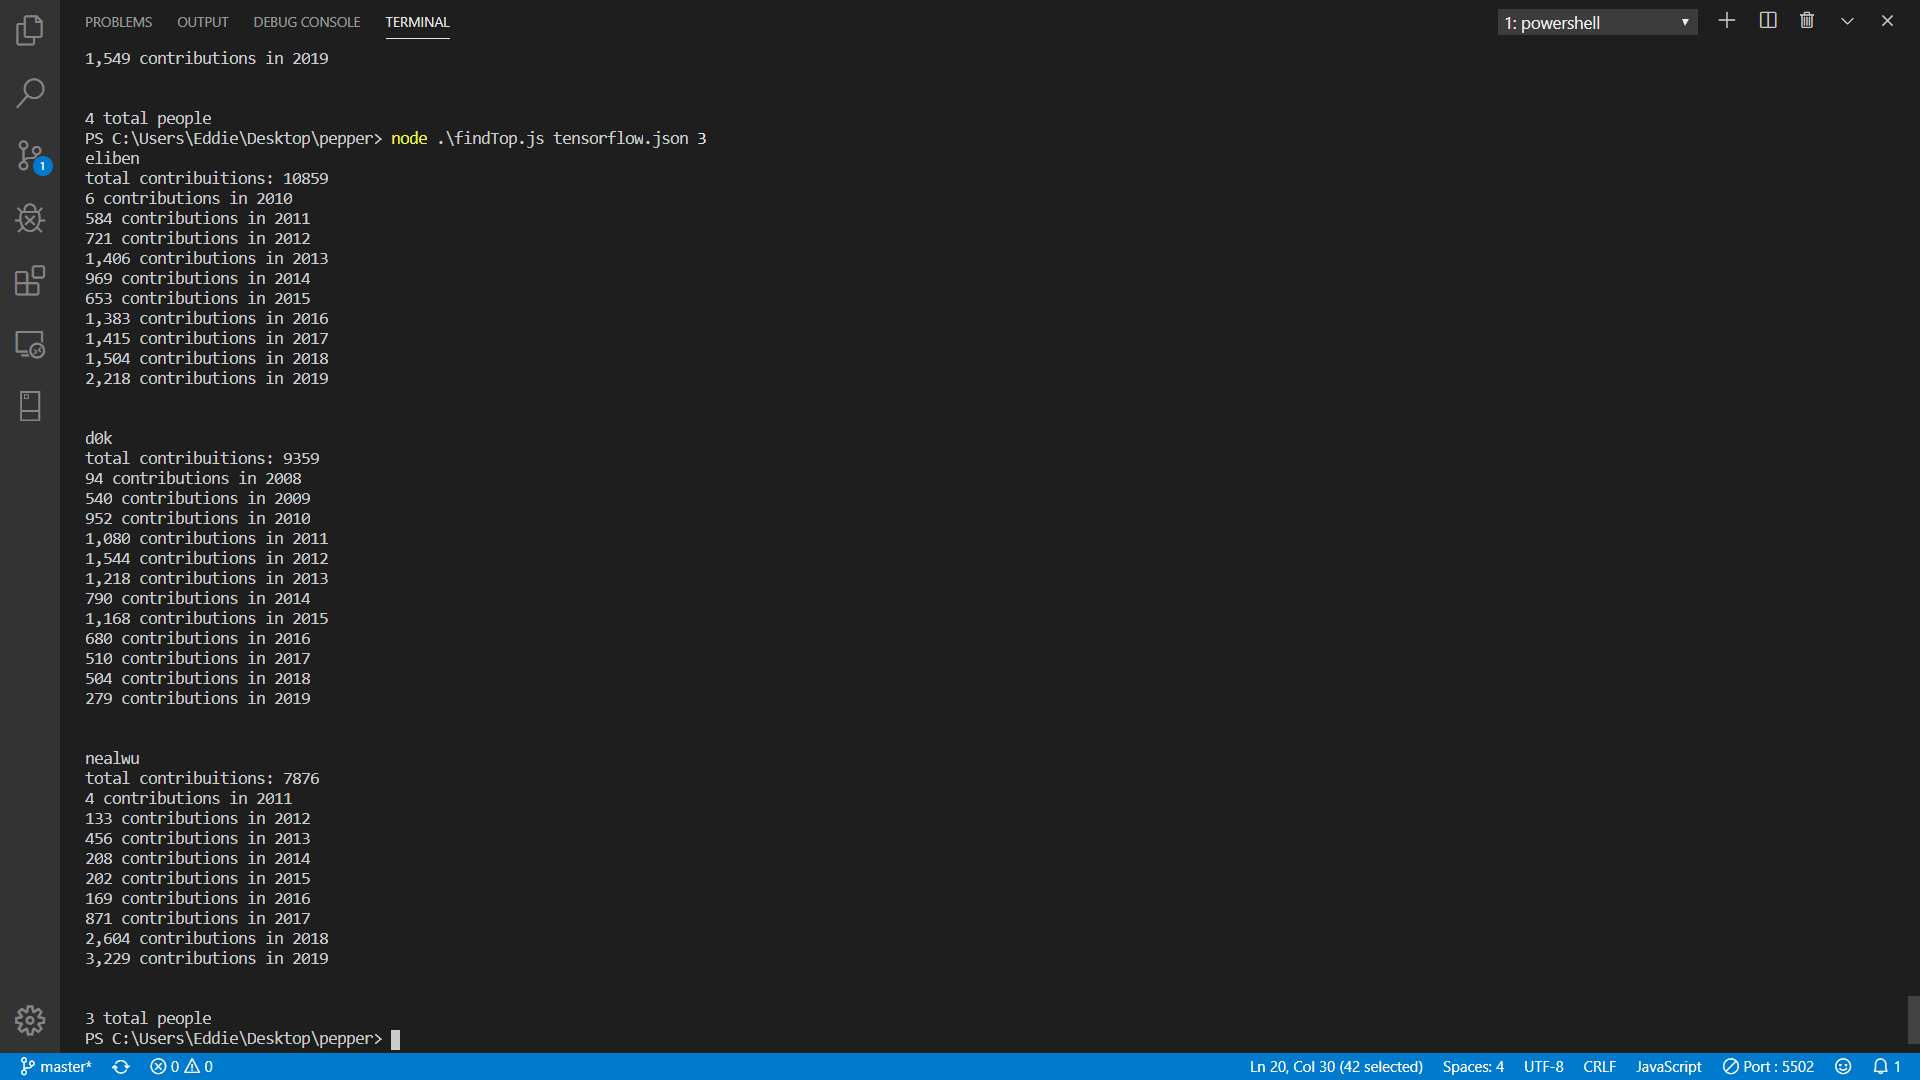 PROBLEMS OUTPUT DEBUG CONSOLE TERMINAL 1: powershell
1,549 contributions in 2019
4 total people
PS C:\Users\Eddie\Desktop\pepper> node .\findTop.js tensorflow.json 3
eliben
total contribuitions: 10859
6 contributions in 2010
584 contributions in 2011
721 contributions in 2012
1,406 contributions in 2013
969 contributions in 2014
653 contributions in 2015
1,383 contributions in 2016
1,415 contributions in 2017
1,504 contributions in 2018
2,218 contributions in 2019
d0k
total contribuitions: 9359
94 contributions in 2008
540 contributions in 2009
952 contributions in 2010
1,080 contributions in 2011
1,544 contributions in 2012
1,218 contributions in 2013
790 contributions in 2014
1,168 contributions in 2015
680 contributions in 2016
510 contributions in 2017
504 contributions in 2018
279 contributions in 2019
nealwu
total contribuitions: 7876
4 contributions in 2011
133 contributions in 2012
456 contributions in 2013
208 contributions in 2014
202 contributions in 2015
169 contributions in 2016
871 contributions in 2017
2,604 contributions in 2018
3,229 contributions in 2019
3 total people
PS C:\Users\Eddie\Desktop\pepper>
1
master* 0 0 Ln 20, Col 30 (42 selected) Spaces: 4 UTF-8 CRLF JavaScript Port : 5502 1